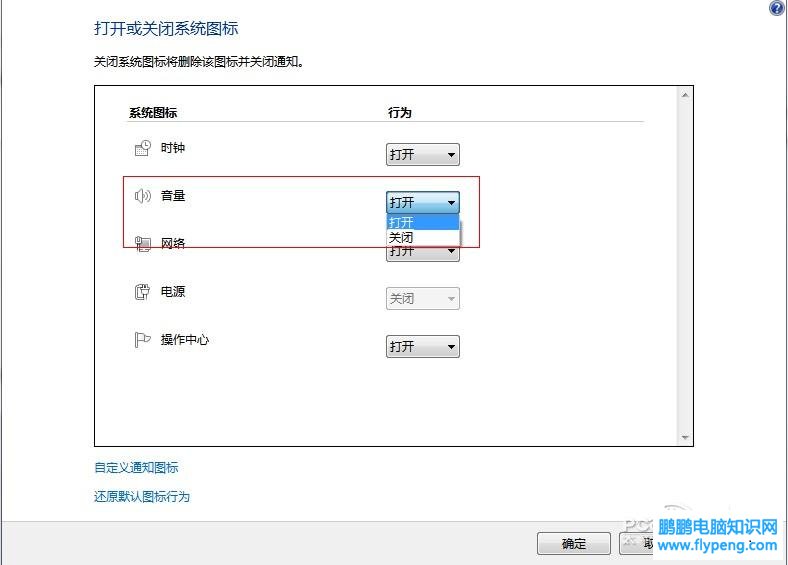 打开或关闭系统图标
关闭系统图标将删除该图标并关闭通知。
系统图标 行为
时钟 打开
音量 打开
打开
关闭
网络 打开
电源 关闭
操作中心 打开
自定义通知图标
还原默认图标行为
确定 取
鹏鹏电脑知识网
www.flypeng.com